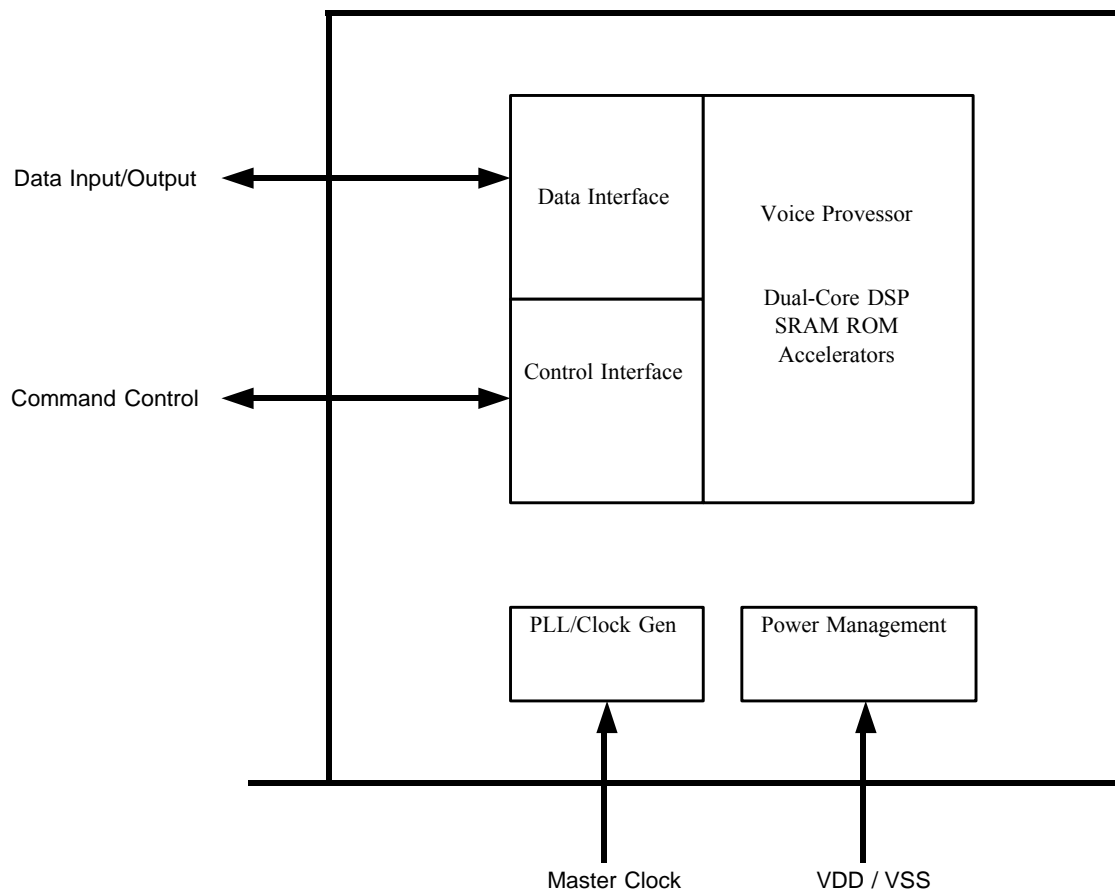 Data Input/Output
Data Interface
Voice Provessor
Dual-Core DSP
SRAM ROM
Accelerators
Command Control
Control Interface
PLL/Clock Gen
Power Management
Master Clock
VDD / VSS